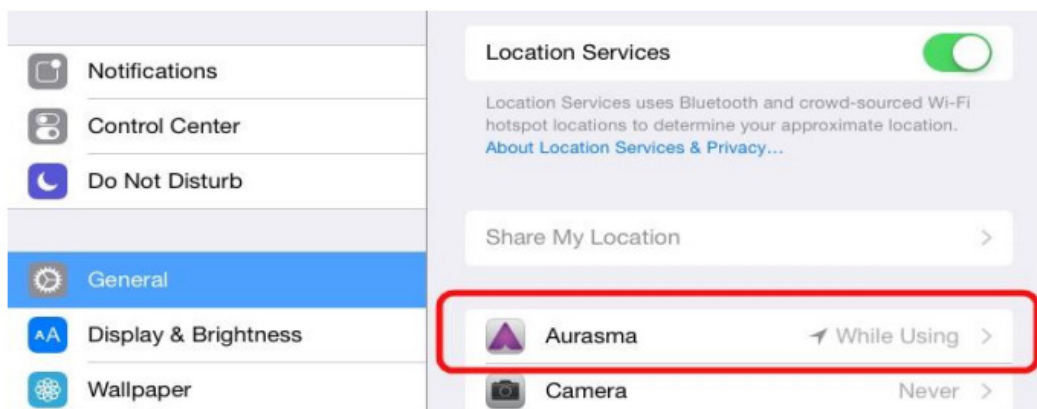 Notifications
Control Center
Do Not Disturb
General
AA Display & Brightness
Wallpaper
Location Services
Location Services uses Bluetooth and crowd-sourced Wi-Fi
hotspot locations to determine your approximate location.
About Location Services & Privacy...
Share My Location
Aurasma While Using
Camera Never